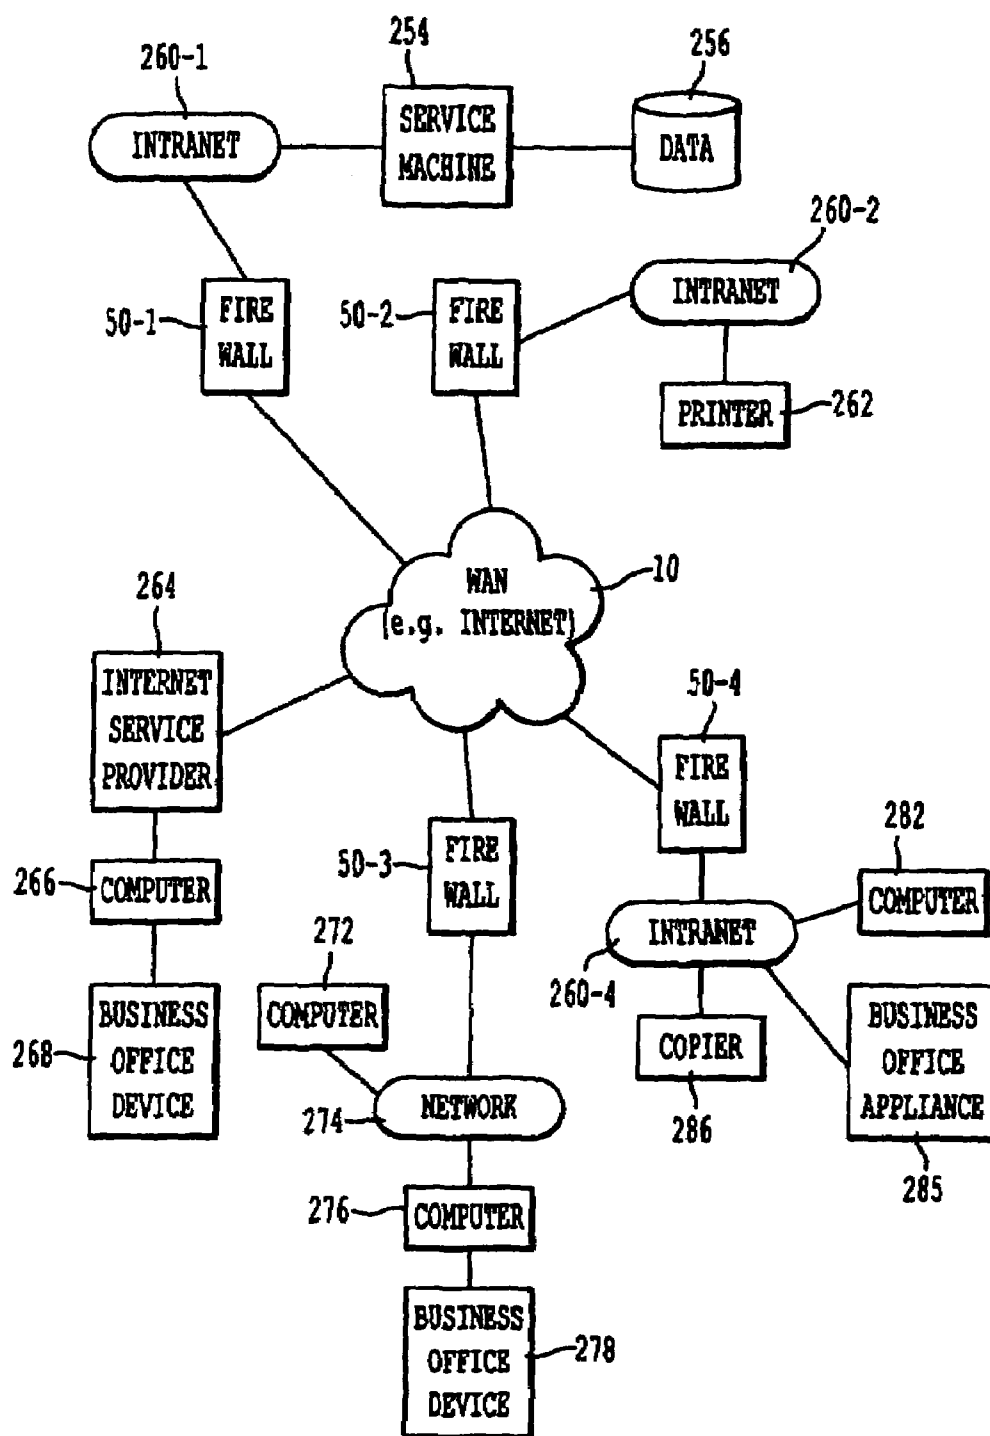 254
256
260-1
SERVICE
MACHINE
INTRANET
DATA
260-2
INTRANET
50-1
FIRE
WALL
50-2
FIRE
WALL
PRINTER
262
WAN
(e.g. INTERNET)
10
264
INTERNET
SERVICE
PROVIDER
50-4
FIRE
WALL
50-3
FIRE
WALL
282
266
COMPUTER
COMPUTER
INTRANET
260-4
272
COMPUTER
268
BUSINESS
OFFICE
DEVICE
COPIER
286
BUSINESS
OFFICE
APPLIANCE
285
NETWORK
274
276
COMPUTER
BUSINESS
OFFICE
DEVICE
278